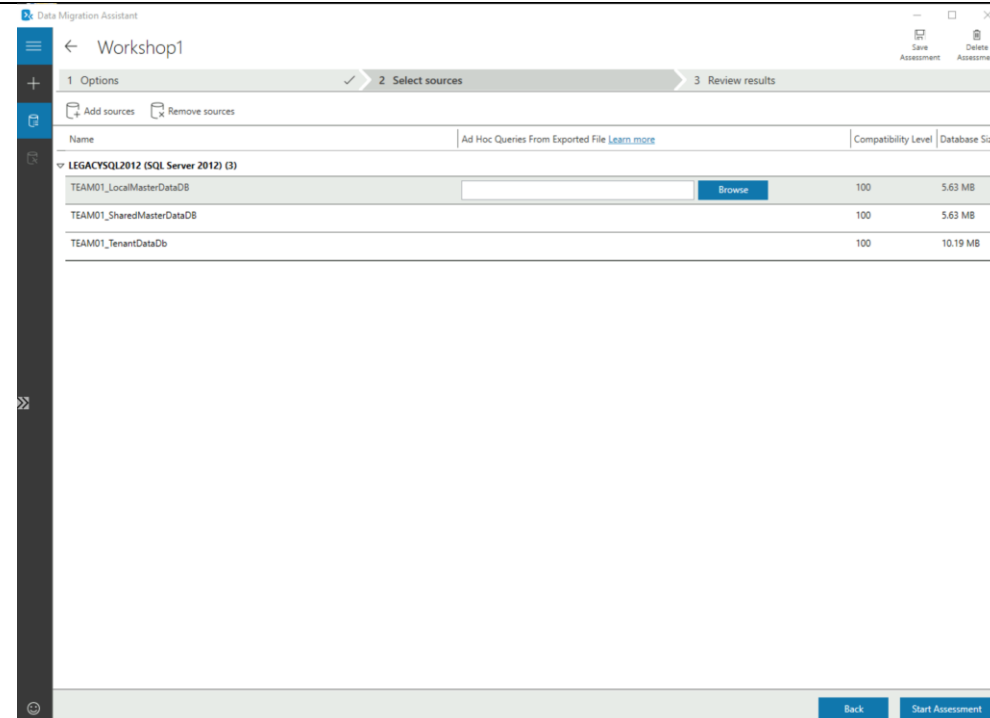 Data Migration Assistant
Workshop1
Save Assessment
Delete
1 Options
2 Select sources
3 Review results
Add sources
Remove sources
Name
Ad Hoc Queries From Exported File Learn more
Compatibility Level
Database
LEGACYSQL2012 (SQL Server 2012) (3)
TEAM01_LocalMasterDataDB
Browse
100
5.63 MB
TEAM01_SharedMasterDataDB
100
5.63 MB
TEAM01_TenantDataDb
100
10.19 MB
Back
Start Assessment